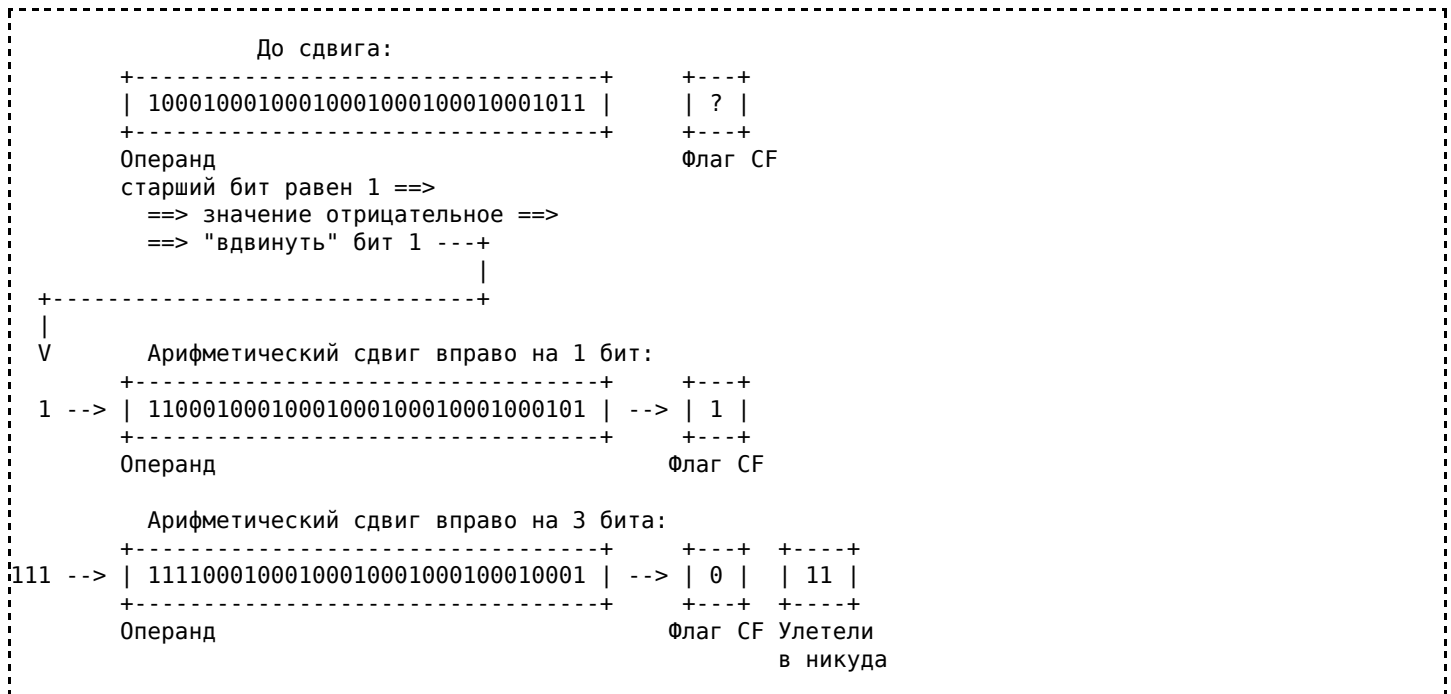 До сдвига:
+----------------------------------+ +---+
| 10001000100010001000100010001011 | | ? |
+----------------------------------+ +---+
Операнд Флаг CF
старший бит равен 1 ==>
==> значение отрицательное ==>
==> "вдвинуть" бит 1 ---+
|
+-------------------------------+
|
V Арифметический сдвиг вправо на 1 бит:
+----------------------------------+ +---+
1 --> | 11000100010001000100010001000101 | --> | 1 |
+----------------------------------+ +---+
Операнд Флаг CF
Арифметический сдвиг вправо на 3 бита:
+----------------------------------+ +---+ +----+
111 --> | 11110001000100010001000100010001 | --> | 0 | | 11 |
+----------------------------------+ +---+ +----+
Операнд Флаг CF Улетели
в никуда